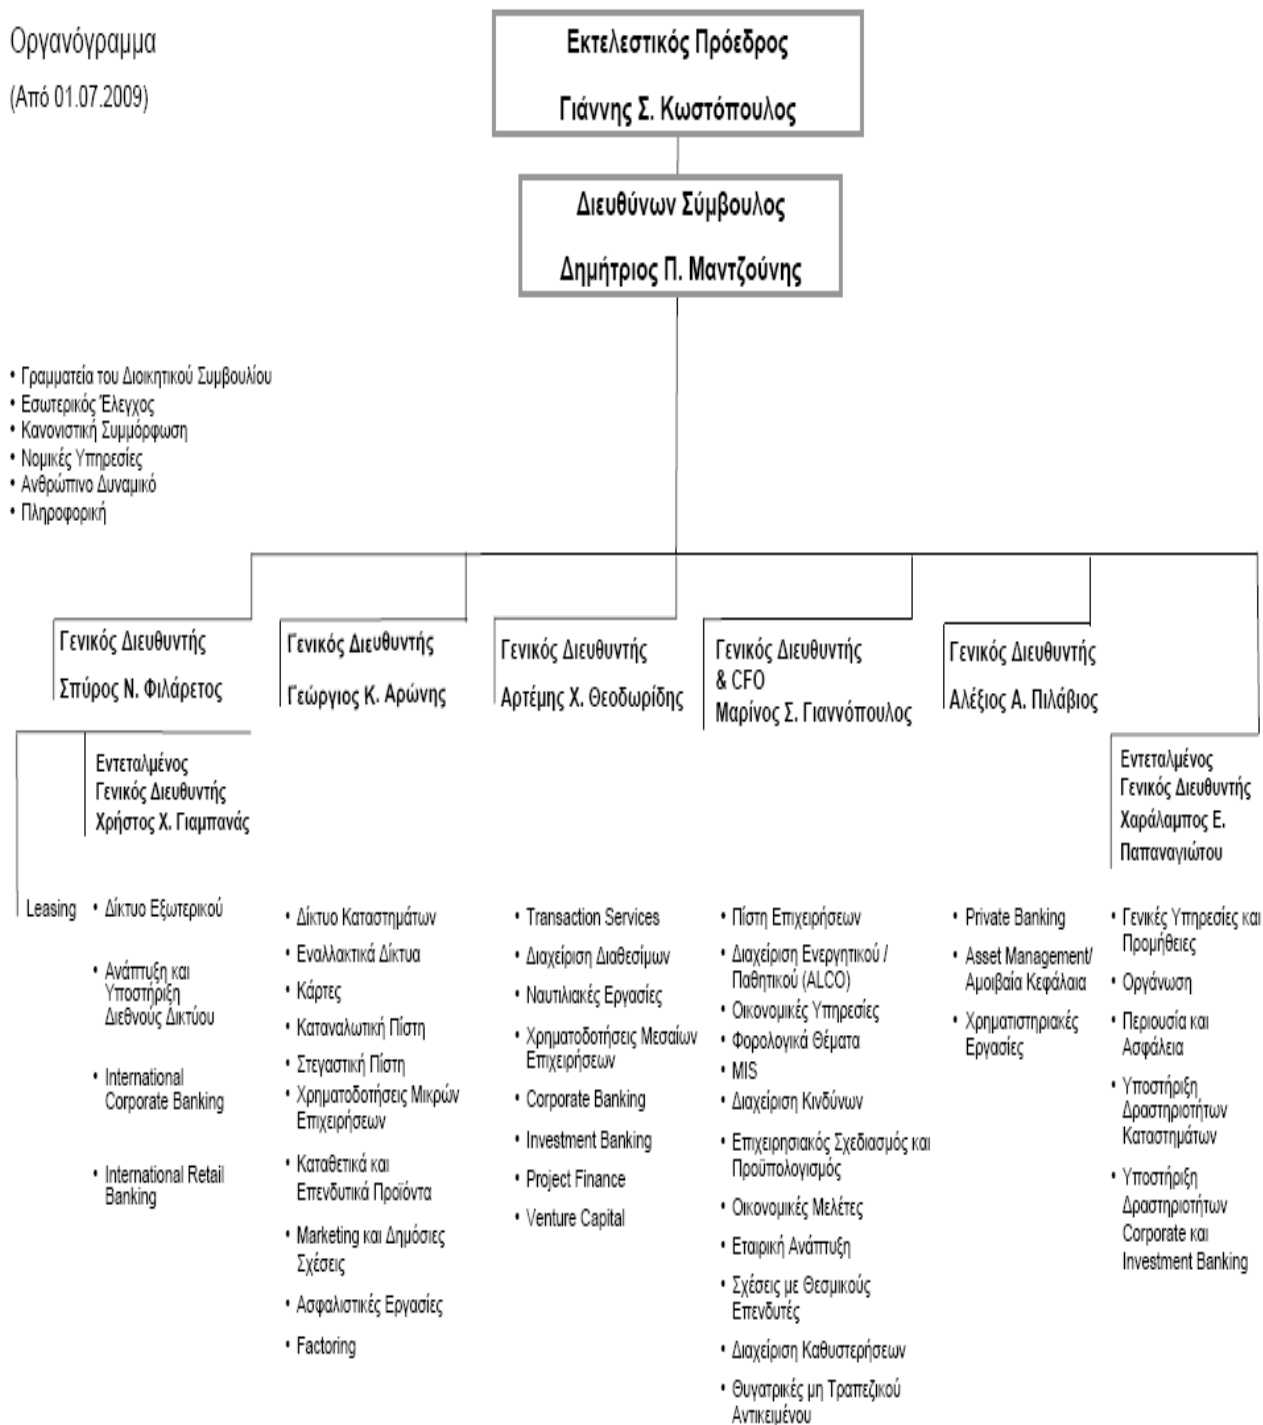 Οργανόγραμμα
(Από 01.07.2009)
Εκτελεστικός Πρόεδρος
Γιάννης Σ. Κωστόπουλος
Διευθύνων Σύμβουλος
Δημήτριος Π. Μαντζούνης
• Γραμματεία του Διοικητικού Συμβουλίου
• Εσωτερικός Έλεγχος
• Κανονιστική Συμμόρφωση
• Νομικές Υπηρεσίες
• Ανθρώπινο Δυναμικό
• Πληροφορική
Γενικός Διευθυντής
Σπύρος Ν. Φιλάρετος
Εντεταλμένος
Γενικός Διευθυντής
Χρήστος Χ. Γιαμπανάς
Leasing
• Δίκτυο Εξωτερικού
• Ανάπτυξη και
Υποστήριξη
Διεθνούς Δικτύου
• International
Corporate Banking
• International Retail
Banking
Γενικός Διευθυντής
Γεώργιος Κ. Αρώνης
• Δίκτυο Καταστημάτων
• Εναλλακτικά Δίκτυα
• Κάρτες
• Καταναλωτική Πίστη
• Στεγαστική Πίστη
• Χρηματοδοτήσεις Μικρών
Επιχειρήσεων
• Καταθετικά και
Επενδυτικά Προϊόντα
• Marketing και Δημόσιες
Σχέσεις
• Ασφαλιστικές Εργασίες
• Factoring
Γενικός Διευθυντής
Αρτέμης Χ. Θεοδωρίδης
• Transaction Services
• Διαχείριση Διαθεσίμων
• Ναυτιλιακές Εργασίες
• Χρηματοδοτήσεις Μεσαίων
Επιχειρήσεων
• Corporate Banking
• Investment Banking
• Project Finance
• Venture Capital
Γενικός Διευθυντής
& CFO
Μαρίνος Σ. Γιαννόπουλος
• Πίστη Επιχειρήσεων
• Διαχείριση Ενεργητικού /
Παθητικού (ALCO)
• Οικονομικές Υπηρεσίες
• Φορολογικά Θέματα
• MIS
• Διαχείριση Κινδύνων
• Επιχειρησιακός Σχεδιασμός και
Προϋπολογισμός
• Οικονομικές Μελέτες
• Εταιρική Ανάπτυξη
• Σχέσεις με Θεσμικούς
Επενδυτές
• Διαχείριση Καθυστερήσεων
• Θυγατρικές μη Τραπεζικού
Αντικειμένου
Γενικός Διευθυντής
Αλέξιος Α. Πιλάβιος
• Private Banking
• Asset Management/
Αμοιβαία Κεφάλαια
• Χρηματιστηριακές
Εργασίες
Εντεταλμένος
Γενικός Διευθυντής
Χαράλαμπος Ε.
Παπαναγιώτου
• Γενικές Υπηρεσίες και
Προμήθειες
• Οργάνωση
• Περιουσία και
Ασφάλεια
• Υποστήριξη
Δραστηριοτήτων
Καταστημάτων
• Υποστήριξη
Δραστηριοτήτων
Corporate και
Investment Banking